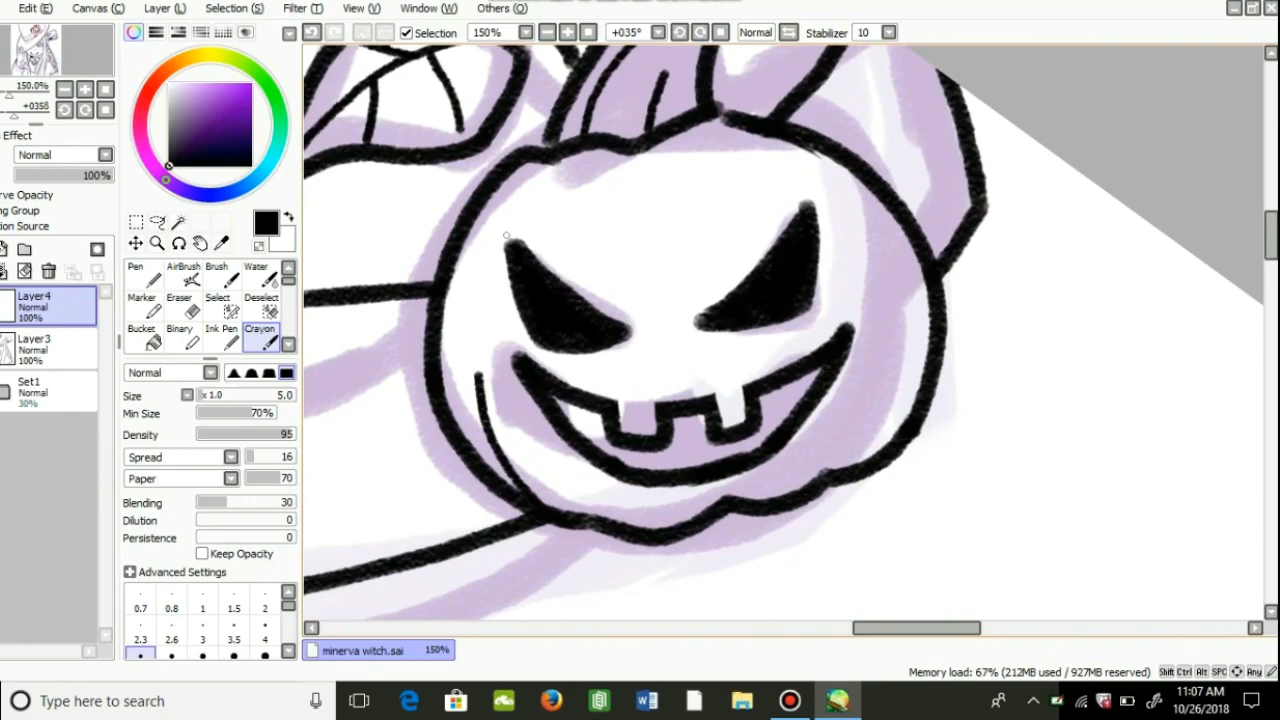 Edit (E) Canvas (C) Layer (L) Selection (S) Filter (T) View (V) Window (W) Others (O)
Selection 150% +035° Normal Stabilizer 10
150.0%
+035ß
Effect
Normal
100%
rve Opacity
ng Group
ion Source
Layer4
Normal
100%
Layer3
Normal
100%
Set1
Normal
30%
Pen AirBrush Brush Water
Marker Eraser Select Deselect
Bucket Binary Ink Pen Crayon
Normal
Size x 1.0 5.0
Min Size 70%
Density 95
Spread 16
Paper 70
Blending 30
Dilution 0
Persistence 0
Keep Opacity
Advanced Settings
0.7 0.8 1 1.5 2
2.3 2.6 3 3.5 4
minerva witch.sai 150%
Memory load: 67% (212MB used / 927MB reserved) Shift Ctrl Alt SPC Any
Type here to search
11:07 AM
10/26/2018